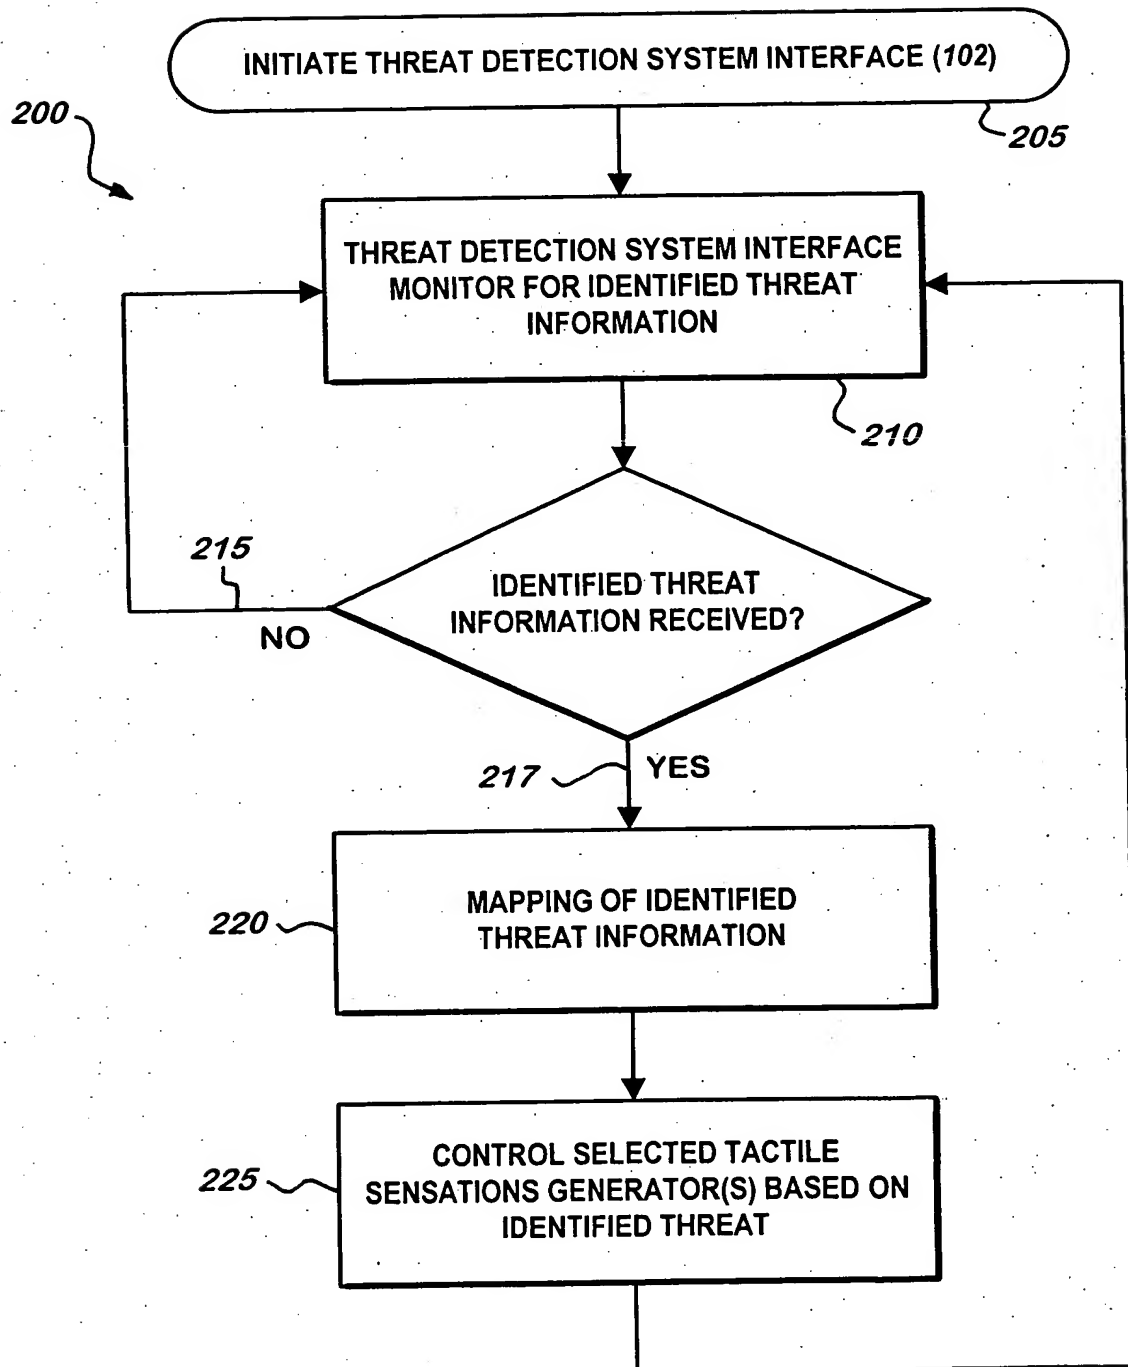 INITIATE THREAT DETECTION SYSTEM INTERFACE (102)
200
205
THREAT DETECTION SYSTEM INTERFACE
MONITOR FOR IDENTIFIED THREAT
INFORMATION
210
215
IDENTIFIED THREAT
INFORMATION RECEIVED?
NO
217
YES
MAPPING OF IDENTIFIED
THREAT INFORMATION
220
CONTROL SELECTED TACTILE
SENSATIONS GENERATOR(S) BASED ON
IDENTIFIED THREAT
225